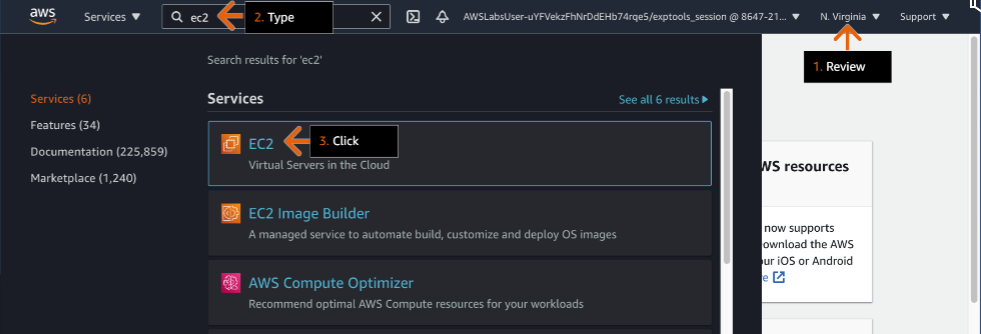 aws Services ▼ ec2 2. Type AWSLabsUser-uYFVekzFhNrDdEHb74rqe5/exptools_session @ 8647-21... ▼ N. Virginia ▼ Support ▼
1. Review
Search results for 'ec2'
Services (6)
Features (34)
Documentation (225,859)
Marketplace (1,240)
Services See all 6 results
EC2 3. Click
Virtual Servers in the Cloud
EC2 Image Builder
A managed service to automate build, customize and deploy OS images
AWS Compute Optimizer
Recommend optimal AWS Compute resources for your workloads
resources
now supports
the AWS
iOS or Android